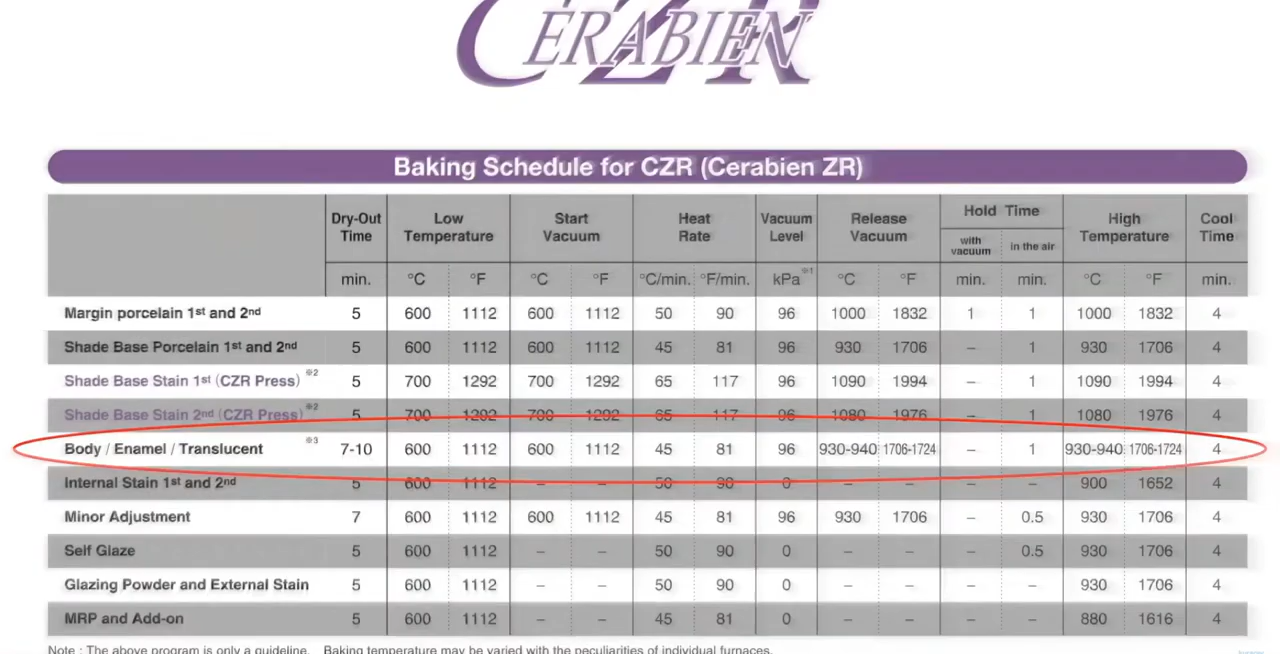 CZR
CERABIEN
Baking Schedule for CZR (Cerabien ZR)
Dry-Out Time Low Temperature Start Vacuum Heat Rate Vacuum Level Release Vacuum Hold Time High Temperature Cool Time
with vacuum in the air
min. °C °F °C °F °C/min. °F/min. kPa ※1 °C °F min. min. °C °F min.
Margin porcelain 1st and 2nd 5 600 1112 600 1112 50 90 96 1000 1832 1 1 1000 1832 4
Shade Base Porcelain 1st and 2nd 5 600 1112 600 1112 45 81 96 930 1706 – 1 930 1706 4
Shade Base Stain 1st (CZR Press) ※2 5 700 1292 700 1292 65 117 96 1090 1994 – 1 1090 1994 4
Shade Base Stain 2nd (CZR Press) ※2 5 700 1292 700 1292 65 117 96 1080 1976 – 1 1080 1976 4
Body / Enamel / Translucent ※3 7-10 600 1112 600 1112 45 81 96 930-940 1706-1724 – 1 930-940 1706-1724 4
Internal Stain 1st and 2nd 5 600 1112 – – 50 90 0 – – – – 900 1652 4
Minor Adjustment 7 600 1112 600 1112 45 81 96 930 1706 – 0.5 930 1706 4
Self Glaze 5 600 1112 – – 50 90 0 – – – 0.5 930 1706 4
Glazing Powder and External Stain 5 600 1112 – – 50 90 0 – – – – 930 1706 4
MRP and Add-on 5 600 1112 – – 45 81 0 – – – – 880 1616 4
Note : The above program is only a guideline. Baking temperature may be varied with the peculiarities of individual furnaces.